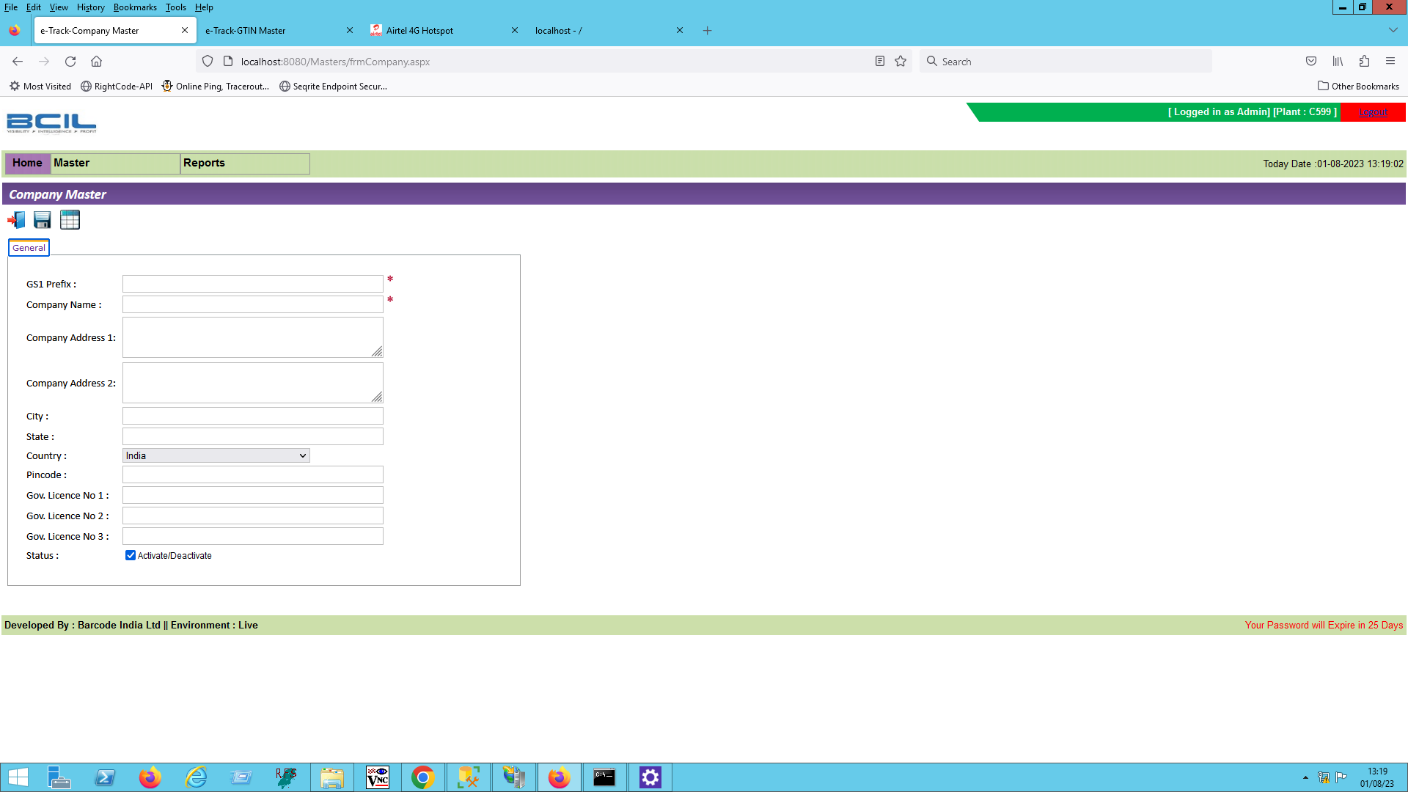 File Edit View History Bookmarks Tools Help
e-Track-Company Master e-Track-GTIN Master Airtel 4G Hotspot localhost - /
localhost:8080/Masters/frmCompany.aspx Search
Most Visited RightCode-API Online Ping, Tracerout... Seqrite Endpoint Secur... Other Bookmarks
BCIL
[ Logged in as Admin] [Plant : C599 ] Logout
Home Master Reports Today Date :01-08-2023 13:19:02
Company Master
General
GS1 Prefix : *
Company Name : *
Company Address 1:
Company Address 2:
City :
State :
Country : India
Pincode :
Gov. Licence No 1 :
Gov. Licence No 2 :
Gov. Licence No 3 :
Status : Activate/Deactivate
Developed By : Barcode India Ltd || Environment : Live Your Password will Expire in 25 Days
13:19
01/08/23